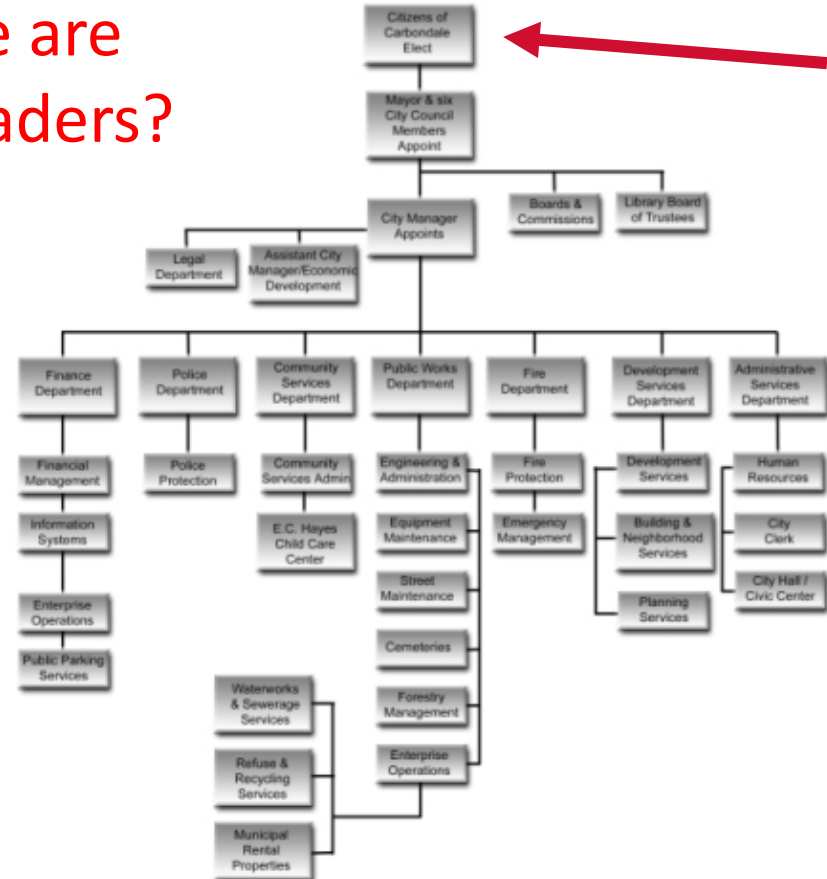 e are
aders?
Citizens of
Carbondale
Elect
Mayor & six
City Council
Members
Appoint
City Manager
Appoints
Boards &
Commissions
Library Board
of Trustees
Legal
Department
Assistant City
Manager/Economic
Development
Finance
Department
Police
Department
Community
Services
Department
Public Works
Department
Fire
Department
Development
Services
Department
Administrative
Services
Department
Financial
Management
Information
Systems
Enterprise
Operations
Public Parking
Services
Police
Protection
Community
Services Admin
E.C. Hayes
Child Care
Center
Engineering &
Administration
Equipment
Maintenance
Street
Maintenance
Cemeteries
Forestry
Management
Enterprise
Operations
Waterworks
& Sewerage
Services
Refuse &
Recycling
Services
Municipal
Rental
Properties
Fire
Protection
Emergency
Management
Development
Services
Building &
Neighborhood
Services
Planning
Services
Human
Resources
City
Clerk
City Hall /
Civic Center